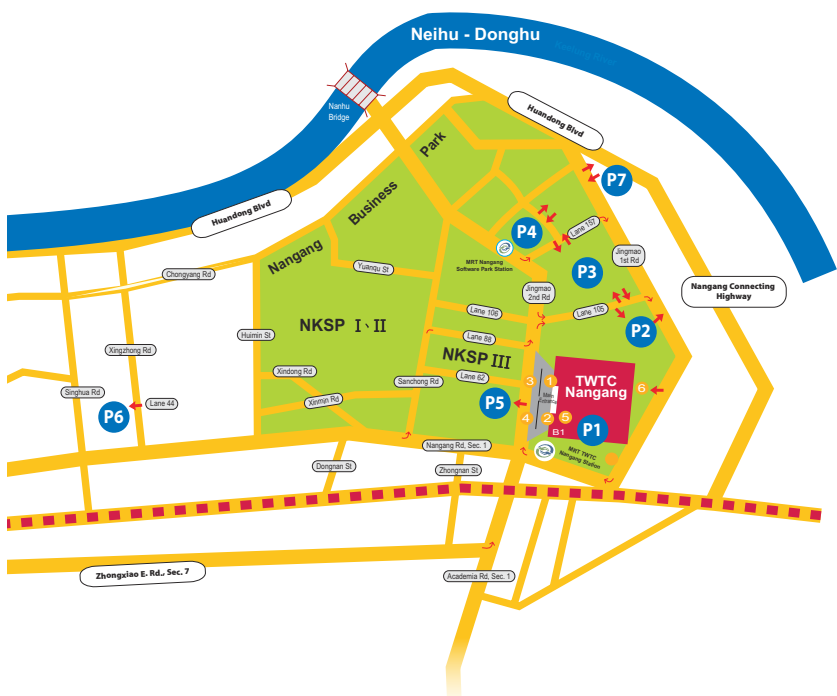 Neihu - Donghu
Nanhu
Bridge
Huandong Blvd
Park
Business
Nangang
Huandong Blvd
P7
P4
Lane 157
MRT Nangang
Software Park Station
Jingmao
1st Rd
P3
Chongyang Rd
Yuanqu St
Jingmao
2nd Rd
Nangang Connecting
Highway
Lane 106
Lane 105
P2
NKSP I、II
Huimin St
Lane 88
Xingzhong Rd
NKSP III
Xindong Rd
Lane 62
Sanchong Rd
3
1
TWTC
Nangang
6
Singhua Rd
Lane 44
P6
Xinmin Rd
P5
Main
Entrance
4
2
5
B1
P1
Nangang Rd, Sec. 1
MRT TWTC
Nangang Station
Dongnan St
Zhongnan St
Zhongxiao E. Rd., Sec. 7
Academia Rd, Sec. 1